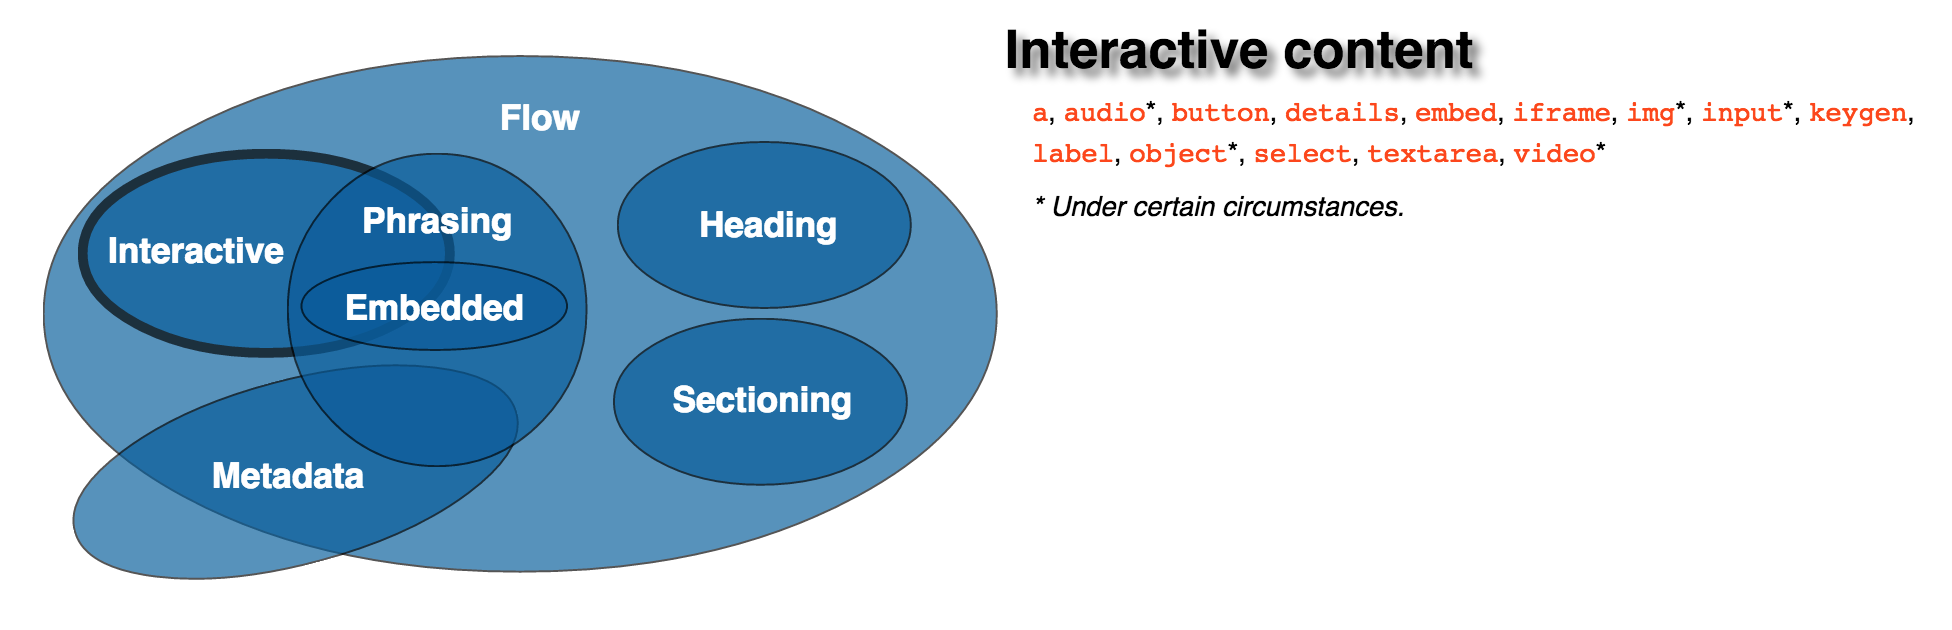 Interactive content
a, audio*, button, details, embed, iframe, img*, input*, keygen,
label, object*, select, textarea, video*
* Under certain circumstances.
Flow
Phrasing
Interactive
Embedded
Heading
Sectioning
Metadata